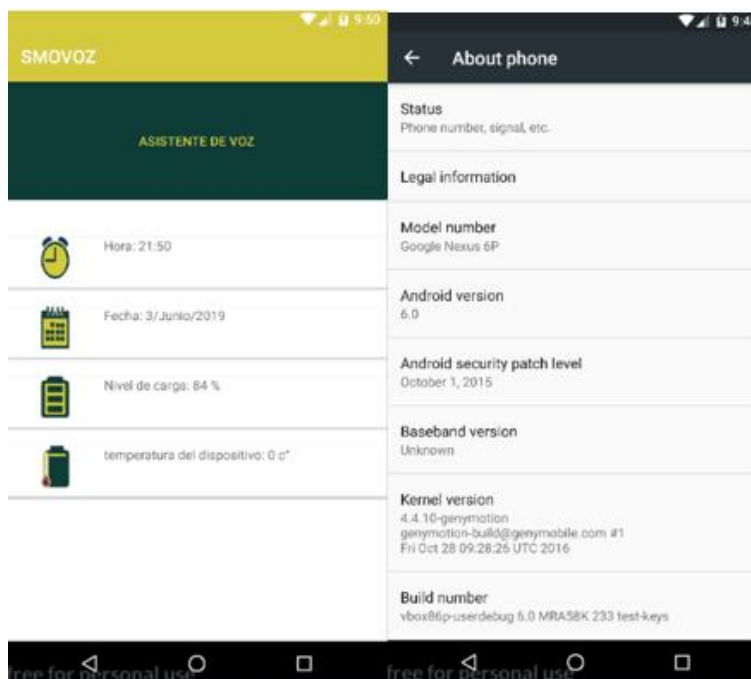 9:50
SMOVOZ
ASISTENTE DE VOZ
Hora: 21:50
Fecha: 3/Junio/2019
Nivel de carga: 84 %
temperatura del dispositivo: 0 c°
free for personal use
9:4
About phone
Status
Phone number, signal, etc.
Legal information
Model number
Google Nexus 6P
Android version
6.0
Android security patch level
October 1, 2015
Baseband version
Unknown
Kernel version
4.4.10-genymotion
genymotion-build@genymobile.com #1
Fri Oct 28 09:28:26 UTC 2016
Build number
vbox86p-userdebug 6.0 MRA58K 233 test-keys
free for personal use